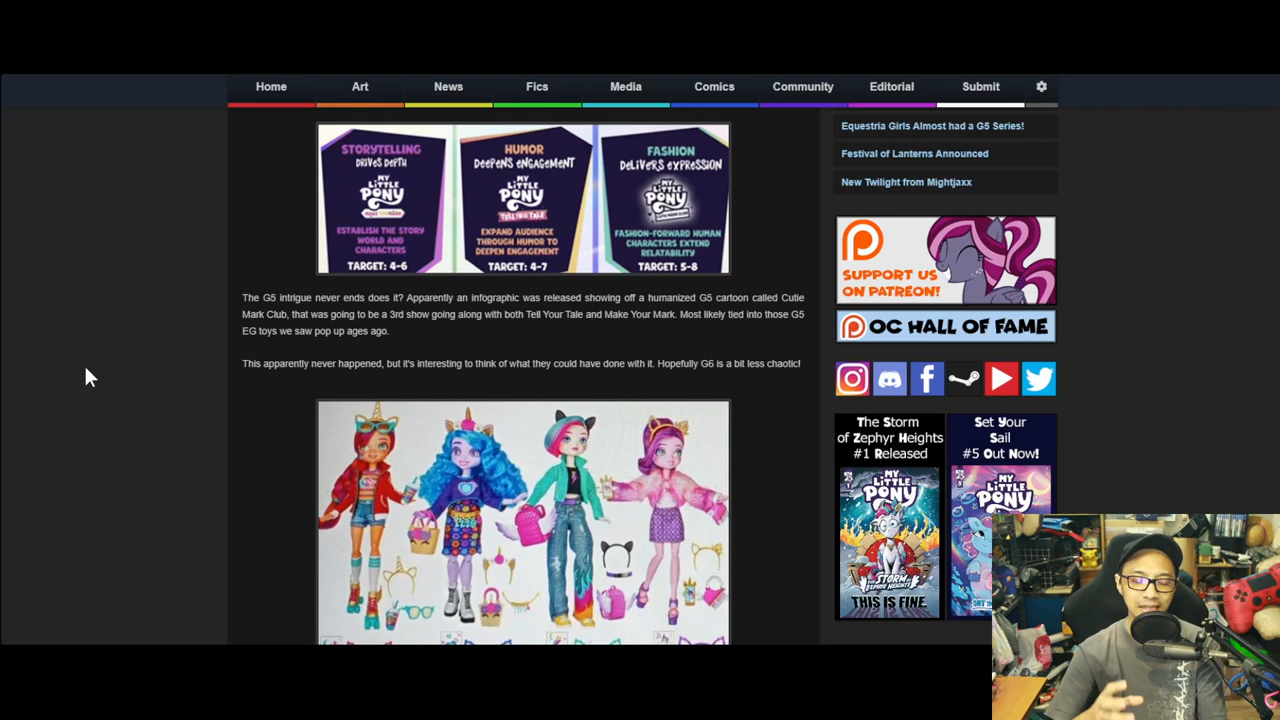 Home Art News Fics Media Comics Community Editorial Submit
STORYTELLING
DRIVES DEPTH
MY LITTLE PONY
ESTABLISH THE STORY
WORLD AND
CHARACTERS
TARGET: 4-6
HUMOR
DEEPENS ENGAGEMENT
MY LITTLE PONY
TELL YOUR TALE
EXPAND AUDIENCE
THROUGH HUMOR TO
DEEPEN ENGAGEMENT
TARGET: 4-7
FASHION
DELIVERS EXPRESSION
MY LITTLE PONY
FASHION-FORWARD HUMAN
CHARACTERS EXTEND
RELATABILITY
TARGET: 5-8
The G5 intrigue never ends does it? Apparently an infographic was released showing off a humanized G5 cartoon called Cutie
Mark Club, that was going to be a 3rd show going along with both Tell Your Tale and Make Your Mark. Most likely tied into those G5
EG toys we saw pop up ages ago.
This apparently never happened, but it's interesting to think of what they could have done with it. Hopefully G6 is a bit less chaotic!
Equestria Girls Almost had a G5 Series!
Festival of Lanterns Announced
New Twilight from Mightjaxx
SUPPORT US
ON PATREON!
OC HALL OF FAME
The Storm
of Zephyr Heights
#1 Released
MY LITTLE PONY
THE STORM OF ZEPHYR HEIGHTS
THIS IS FINE.
Set Your
Sail
#5 Out Now!
MY LITTLE PONY